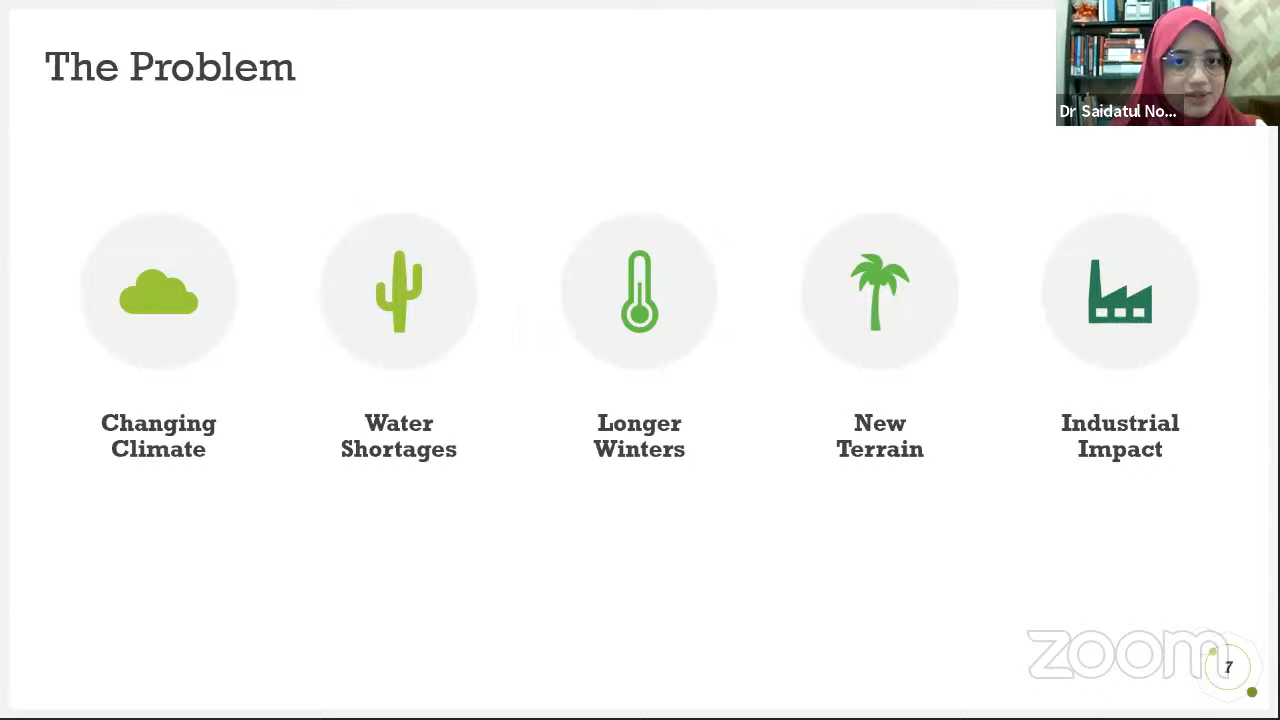 The Problem
Dr Saidatul No...
Changing
Climate
Water
Shortages
Longer
Winters
New
Terrain
Industrial
Impact
zoom
7